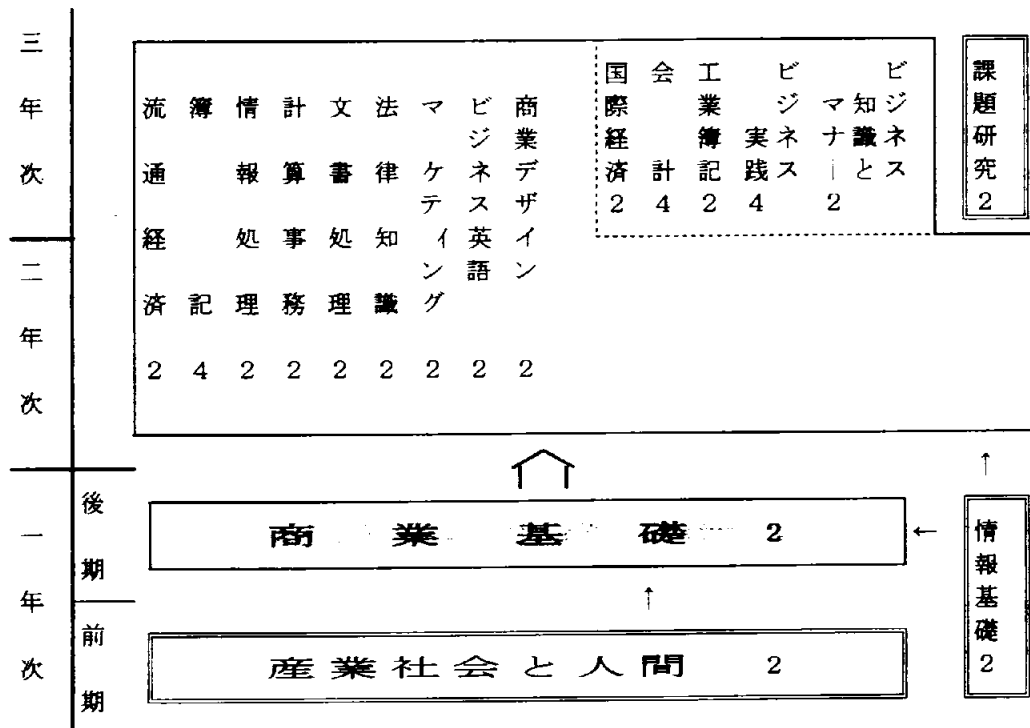 三年次
課題研究2
ビジネス知識とマナー2
ビジネス実践4
工業簿記2
会計4
国際経済2
商業デザイン2
ビジネス英語2
マーケティング2
法律知識2
文書処理2
計算事務2
情報処理2
簿記4
流通経済2
二年次
↑
一年次
後期
商業基礎 2
←
情報基礎2
↑
前期
産業社会と人間 2